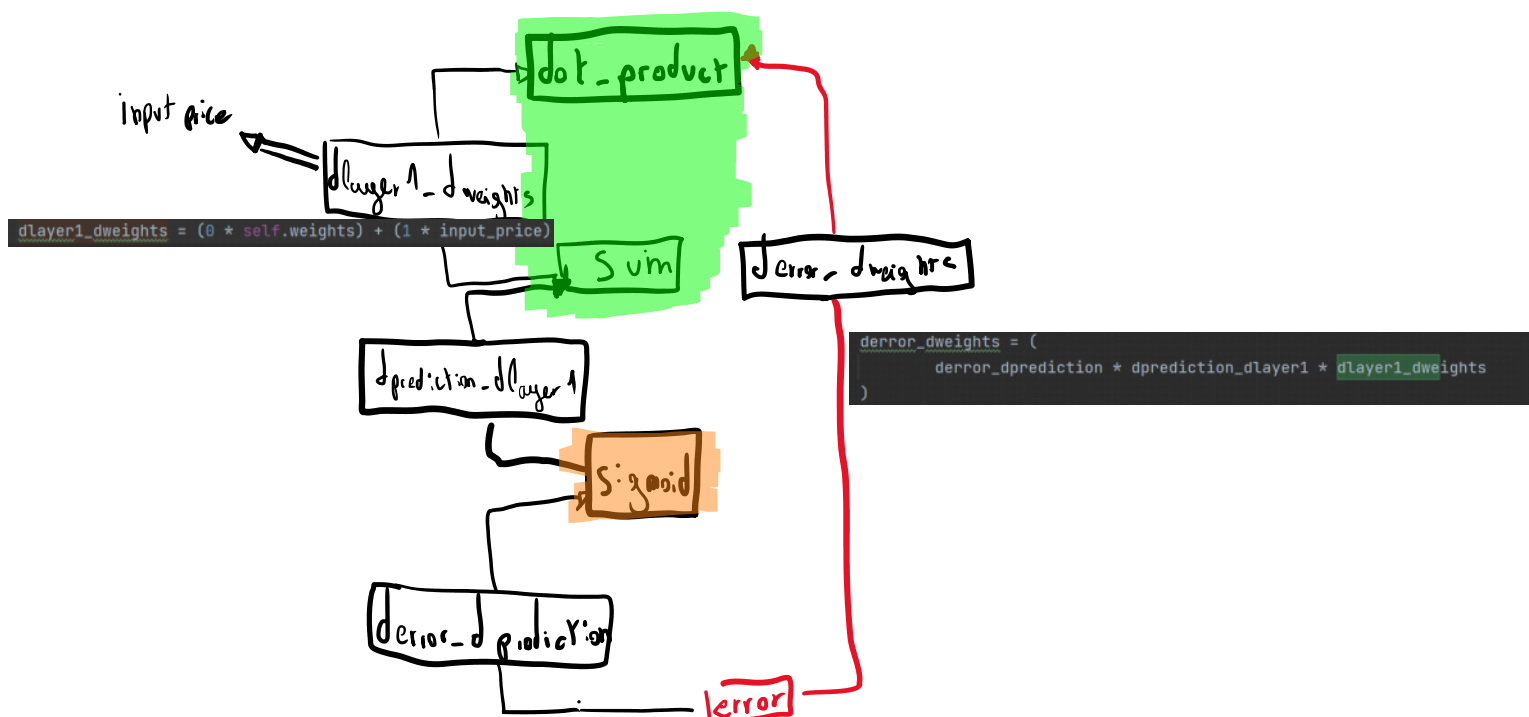 dot_product
input price
dlayer1_dweights
dlayer1_dweights = (0 * self.weights) + (1 * input_price)
Sum
derror_dweights
derror_dweights = (
derror_dprediction * dprediction_dlayer1 * dlayer1_dweights
)
dprediction_dlayer1
Sigmoid
derror_dprediction
error